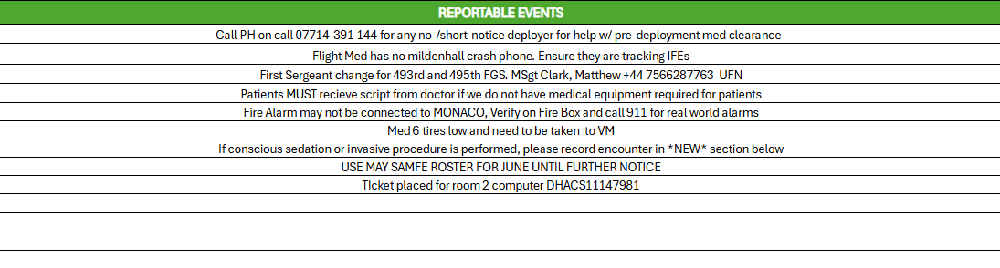 REPORTABLE EVENTS
Call PH on call 07714-391-144 for any no-/short-notice deployer for help w/ pre-deployment med clearance
Flight Med has no mildenhall crash phone. Ensure they are tracking IFEs
First Sergeant change for 493rd and 495th FGS. MSgt Clark, Matthew +44 7566287763 UFN
Patients MUST recieve script from doctor if we do not have medical equipment required for patients
Fire Alarm may not be connected to MONACO, Verify on Fire Box and call 911 for real world alarms
Med 6 tires low and need to be taken to VM
If conscious sedation or invasive procedure is performed, please record encounter in *NEW* section below
USE MAY SAMFE ROSTER FOR JUNE UNTIL FURTHER NOTICE
TIcket placed for room 2 computer DHACS11147981